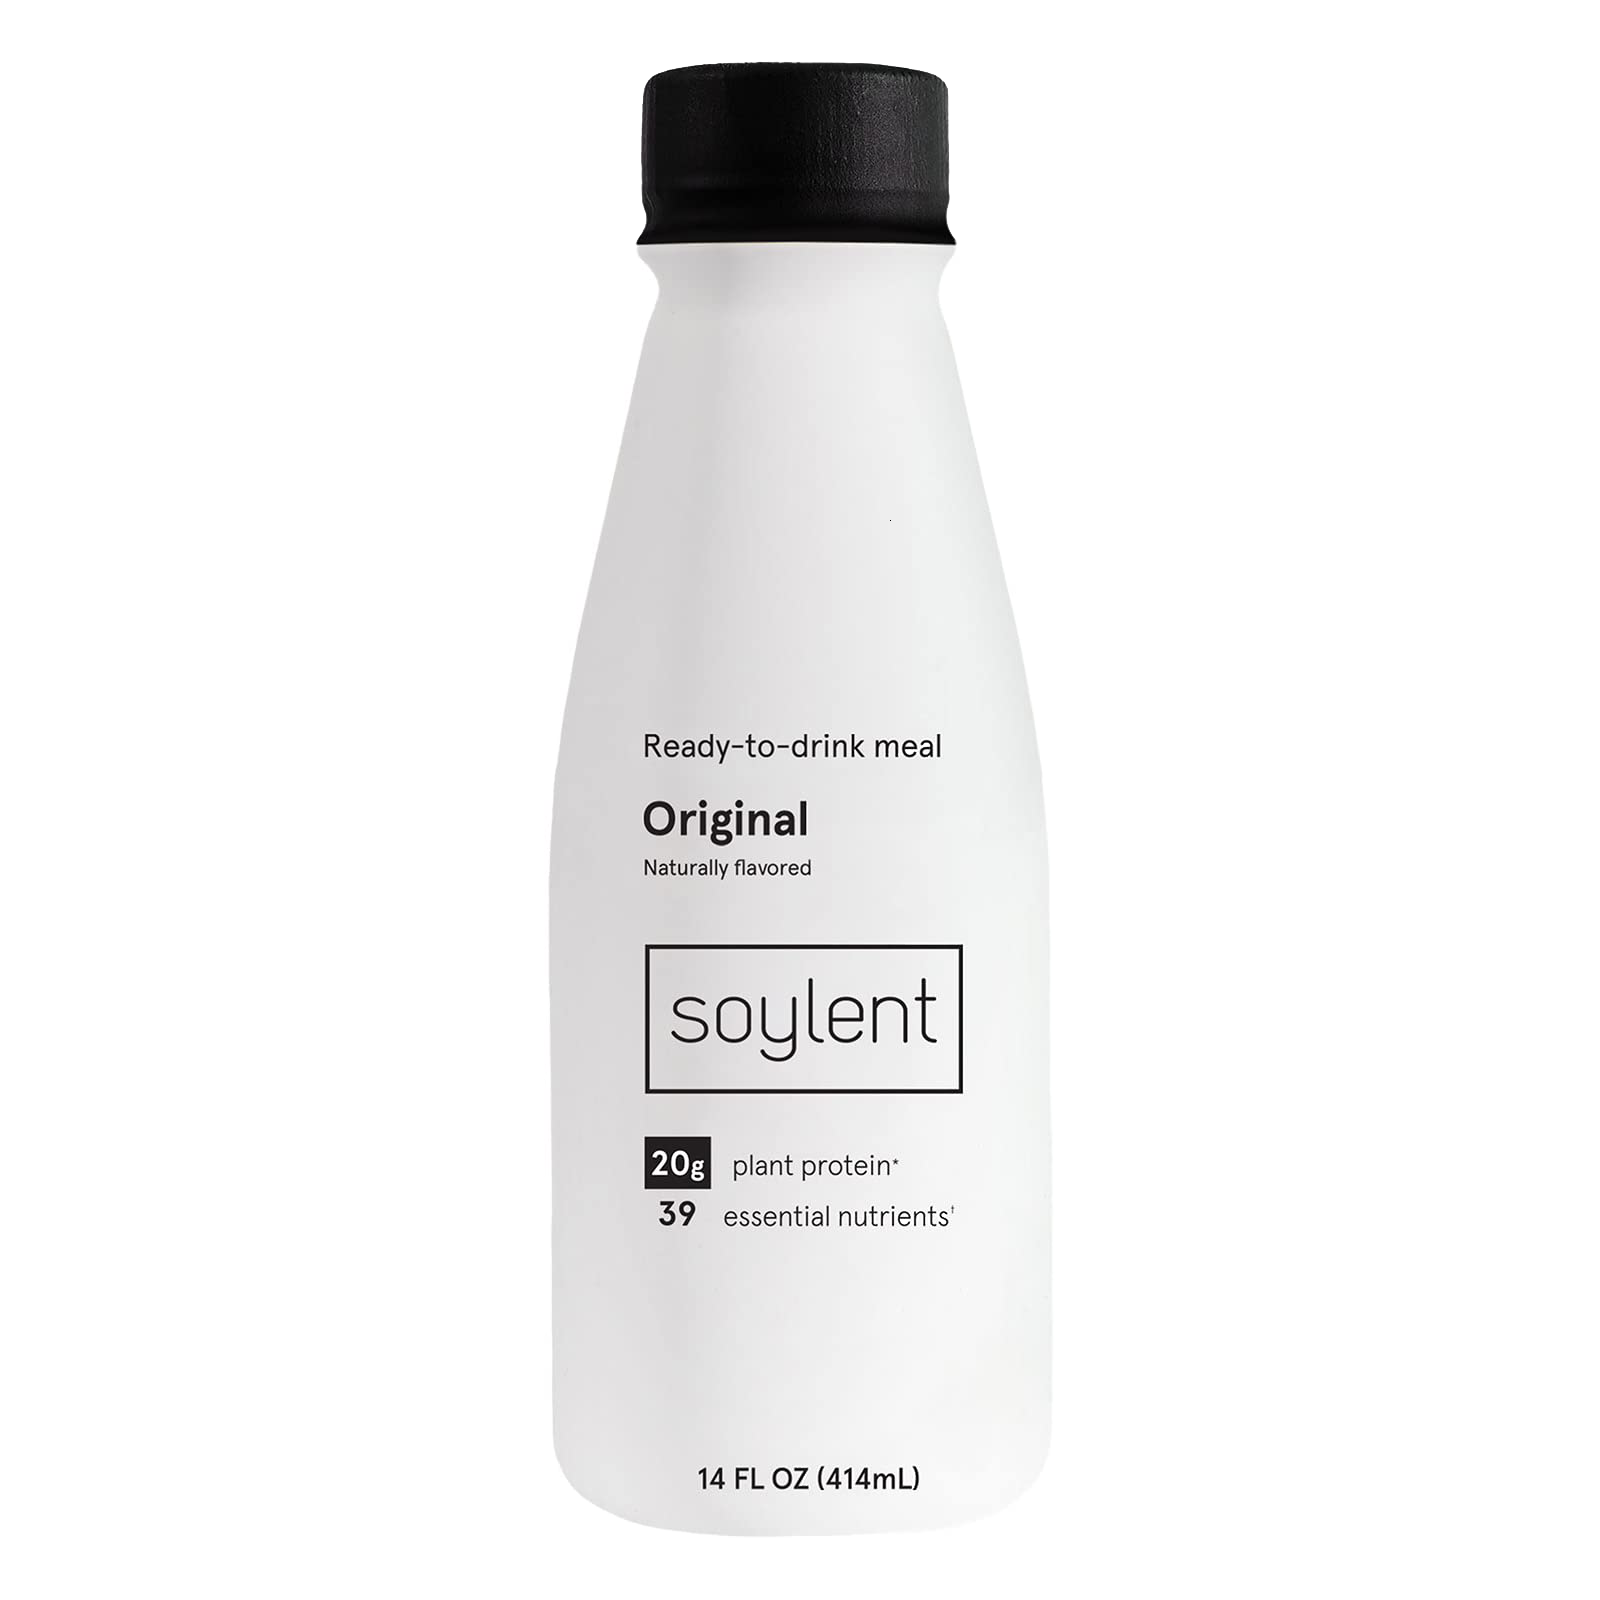 Ready-to-drink meal
Original
Naturally flavored
soylent
20g plant protein*
39 essential nutrients†
14 FL OZ (414mL)